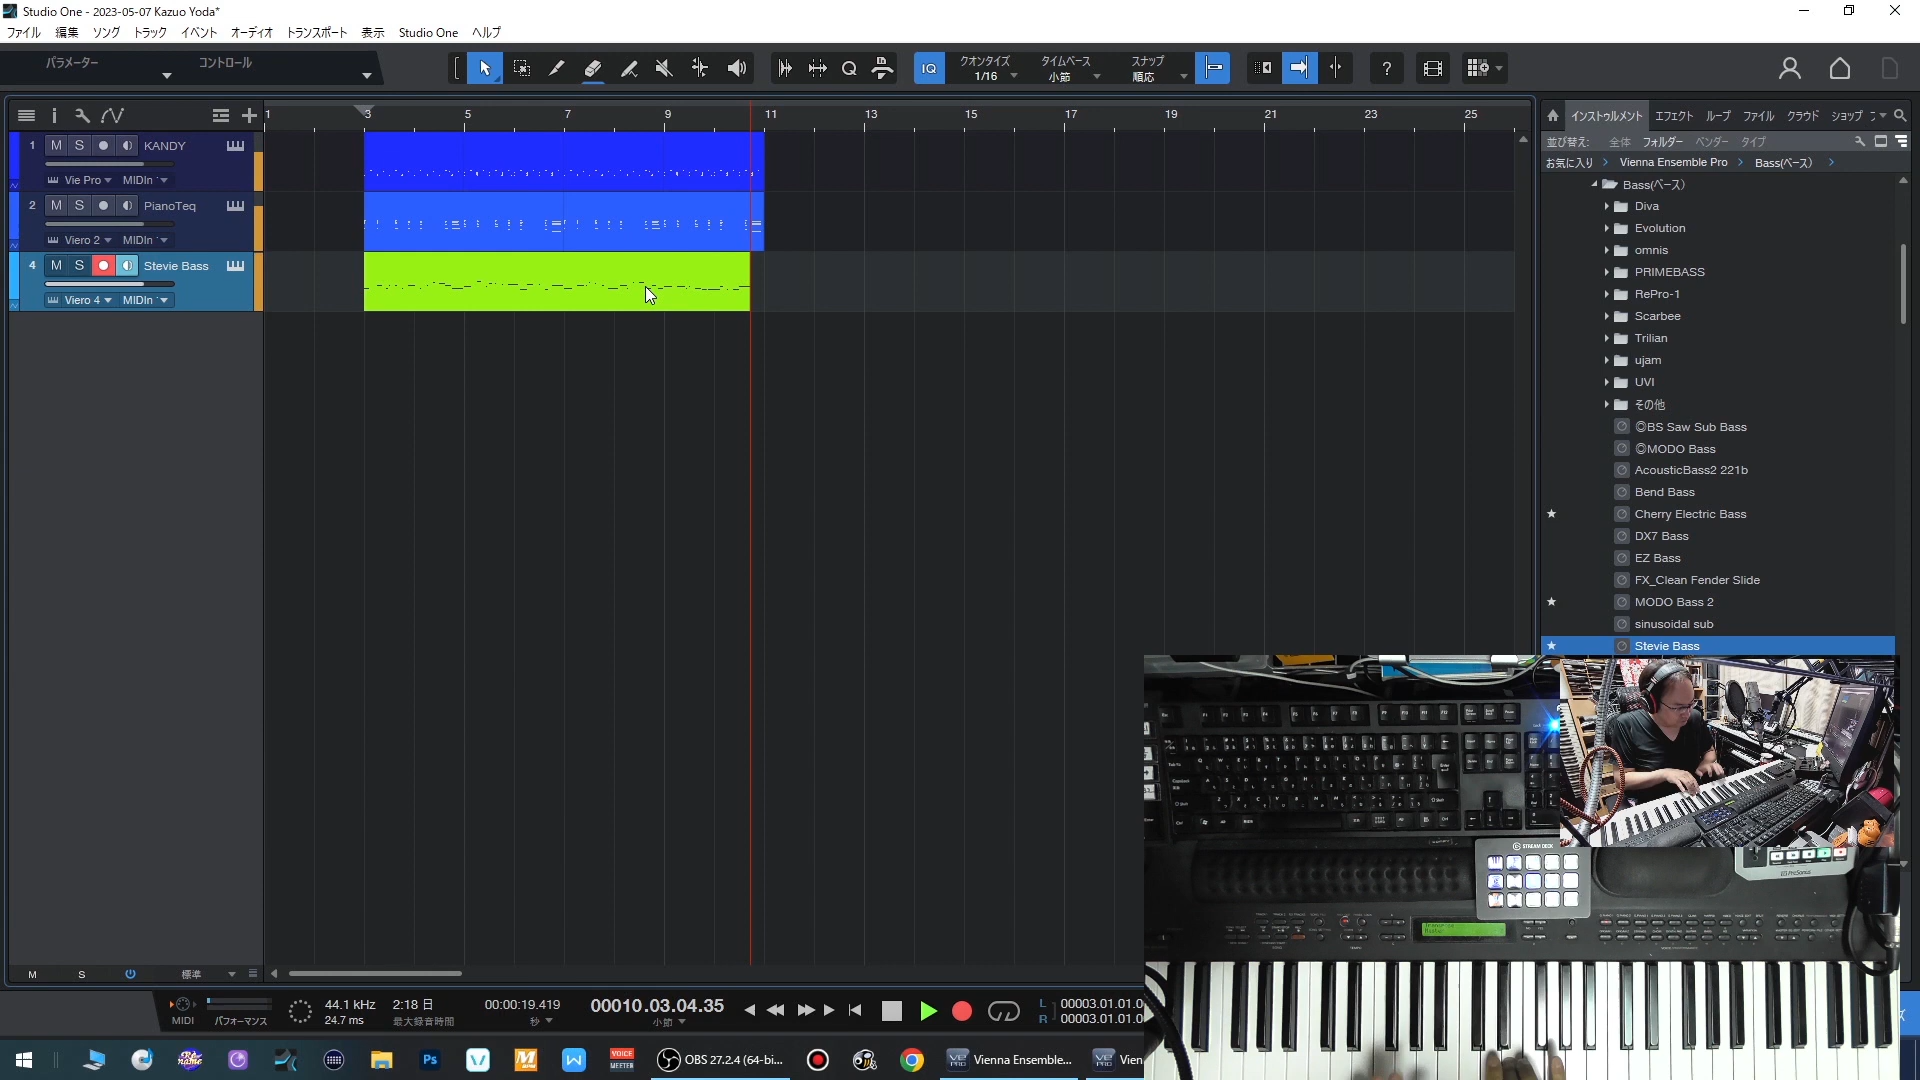 Studio One - 2023-05-07 Kazuo Yoda*
ファイル 編集 ソング トラック イベント オーディオ トランスポート 表示 Studio One ヘルプ
パラメーター コントロール
IQ クオンタイズ 1/16 タイムベース 小節 スナップ 順応 ?
1 3 5 7 9 11 13 15 17 19 21 23 25
1 M S KANDY
Vie Pro MIDIn
2 M S PianoTeq
Viero 2 MIDIn
4 M S Stevie Bass
Viero 4 MIDIn
インストゥルメント エフェクト ループ ファイル クラウド ショップ
並び替え: 全体 フォルダー ベンダー タイプ
お気に入り Vienna Ensemble Pro Bass(ベース)
Bass(ベース)
Diva
Evolution
omnis
PRIMEBASS
RePro-1
Scarbee
Trilian
ujam
UVI
その他
◎BS Saw Sub Bass
◎MODO Bass
AcousticBass2 221b
Bend Bass
Cherry Electric Bass
DX7 Bass
EZ Bass
FX_Clean Fender Slide
MODO Bass 2
sinusoidal sub
Stevie Bass
STREAM DECK
PreSonus
M S 標準
MIDI パフォーマンス
44.1 kHz
24.7 ms
2:18 日
最大録音時間
00:00:19.419
秒
00010.03.04.35
小節
L 00003.01.01.0
R 00003.01.01.0
Re name
Ps
VOICE MEETER
OBS 27.2.4 (64-bi...
Vienna Ensemble...
Vien